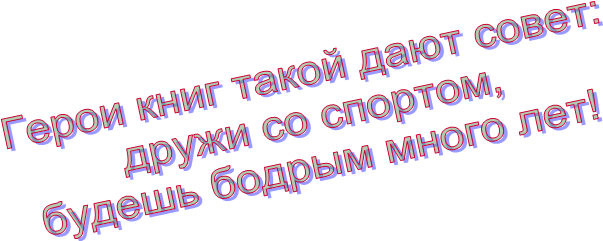 Герои книг такой дают совет:
дружи со спортом,
будешь бодрым много лет!